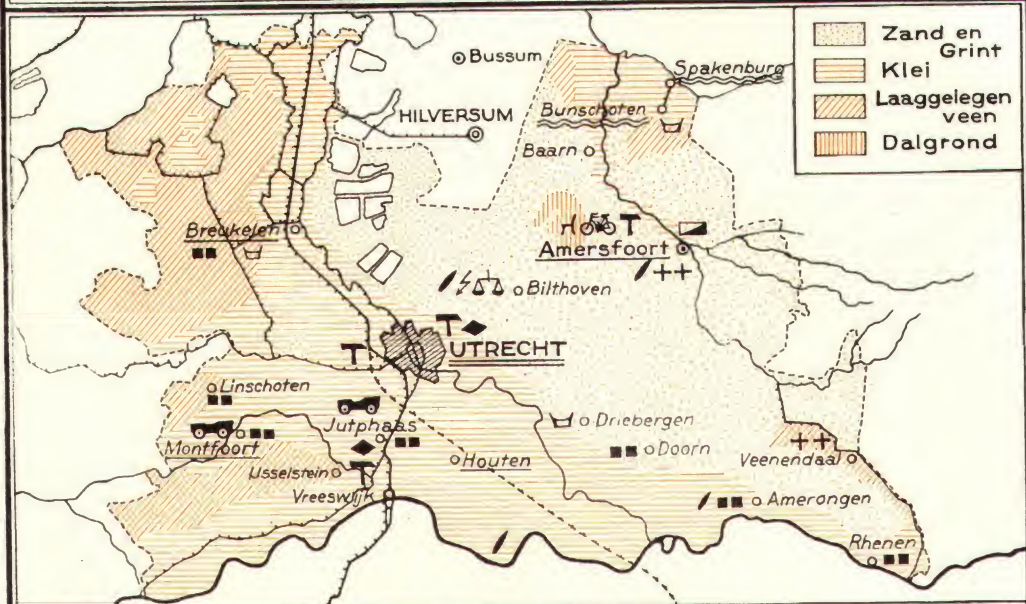 Zand en
Grint
Klei
Laaggelegen
veen
Dalgrond
Bussum
Spakenburg
HILVERSUM
Bunschoten
Baarn
Breukelen
Amersfoort
Bilthoven
UTRECHT
Linschoten
Driebergen
Jutphaas
Montfoort
Houten
Doorn
Veenendaal
IJsselstein
Vreeswijk
Amerongen
Rhenen